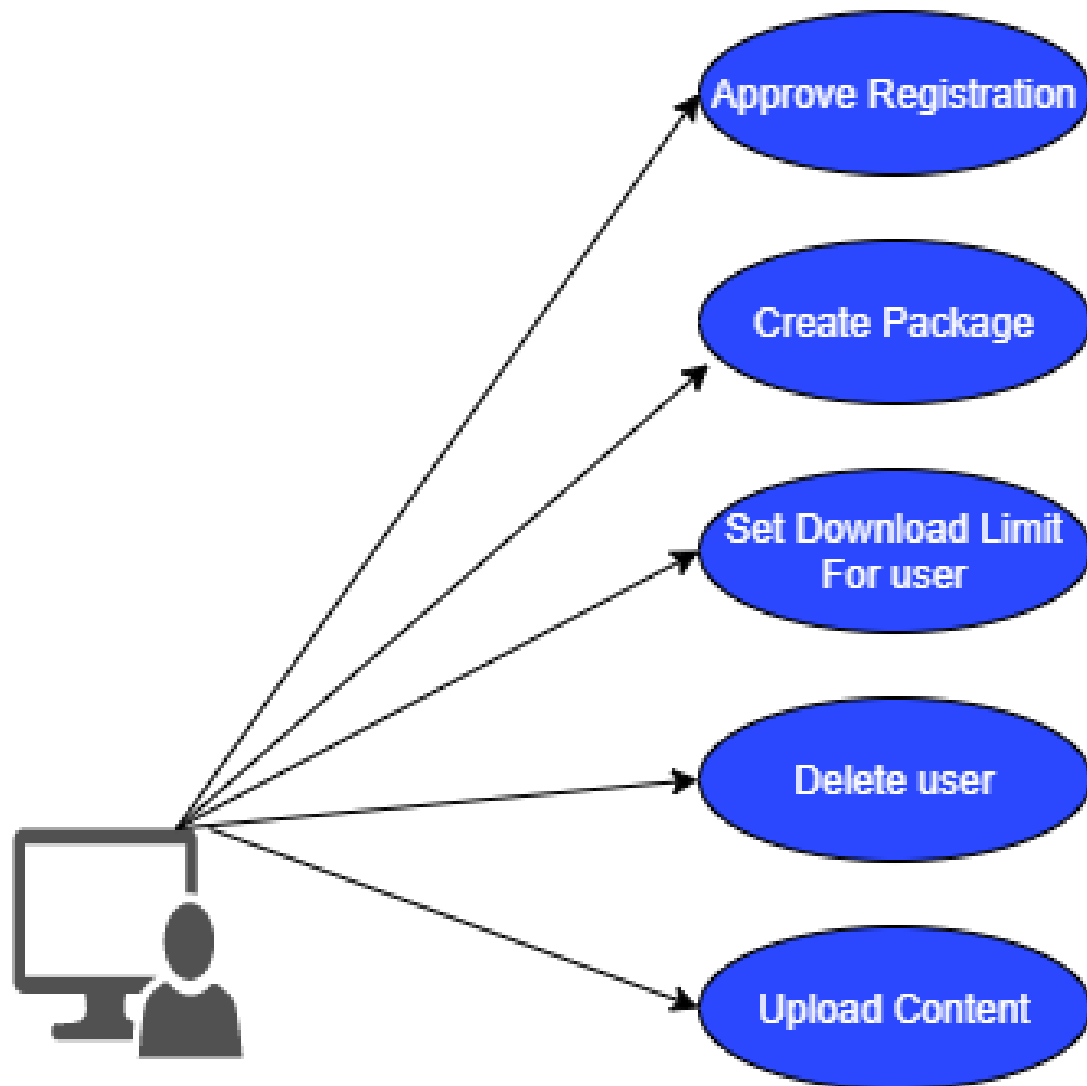 Approve Registration
Create Package
Set Download Limit
For user
Delete user
Upload Content